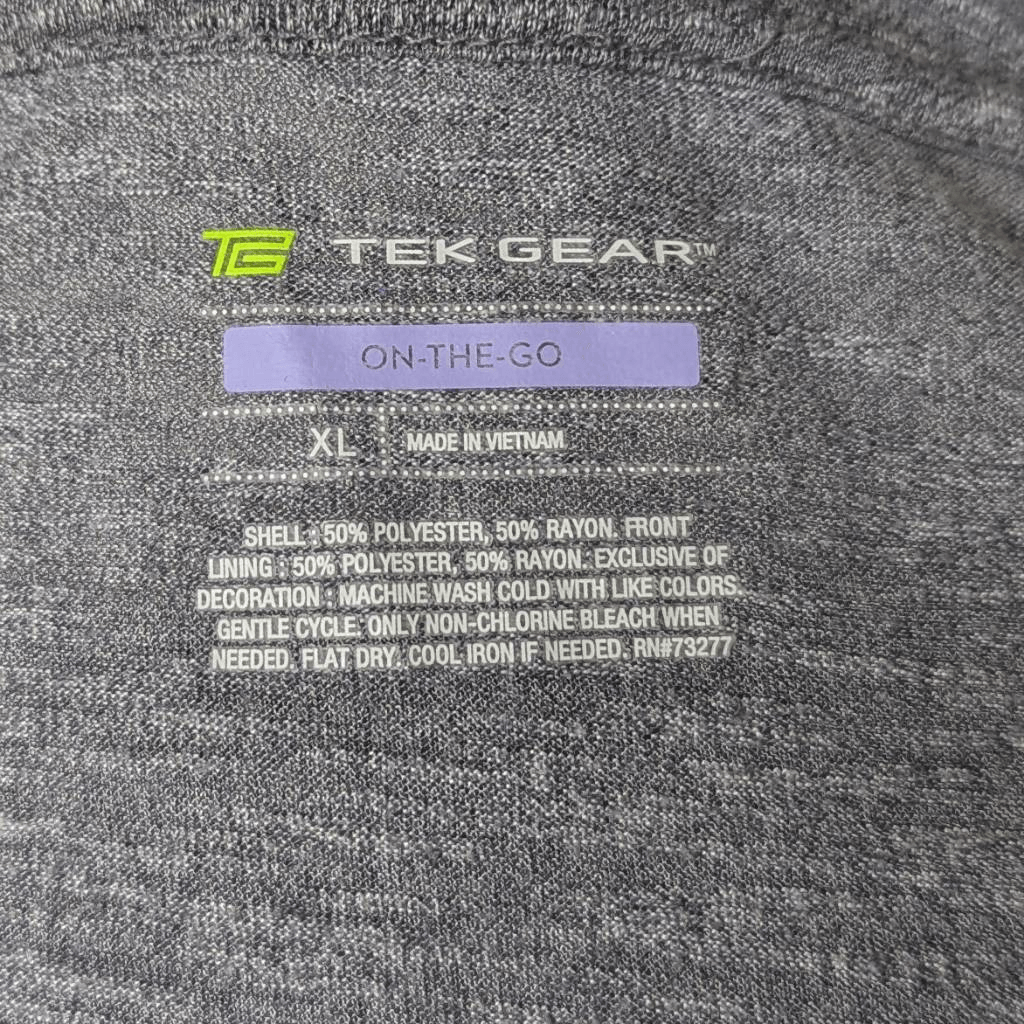 TG TEK GEAR™
ON-THE-GO
XL MADE IN VIETNAM
SHELL : 50% POLYESTER, 50% RAYON. FRONT
LINING : 50% POLYESTER, 50% RAYON. EXCLUSIVE OF
DECORATION : MACHINE WASH COLD WITH LIKE COLORS.
GENTLE CYCLE. ONLY NON-CHLORINE BLEACH WHEN
NEEDED. FLAT DRY. COOL IRON IF NEEDED. RN#73277